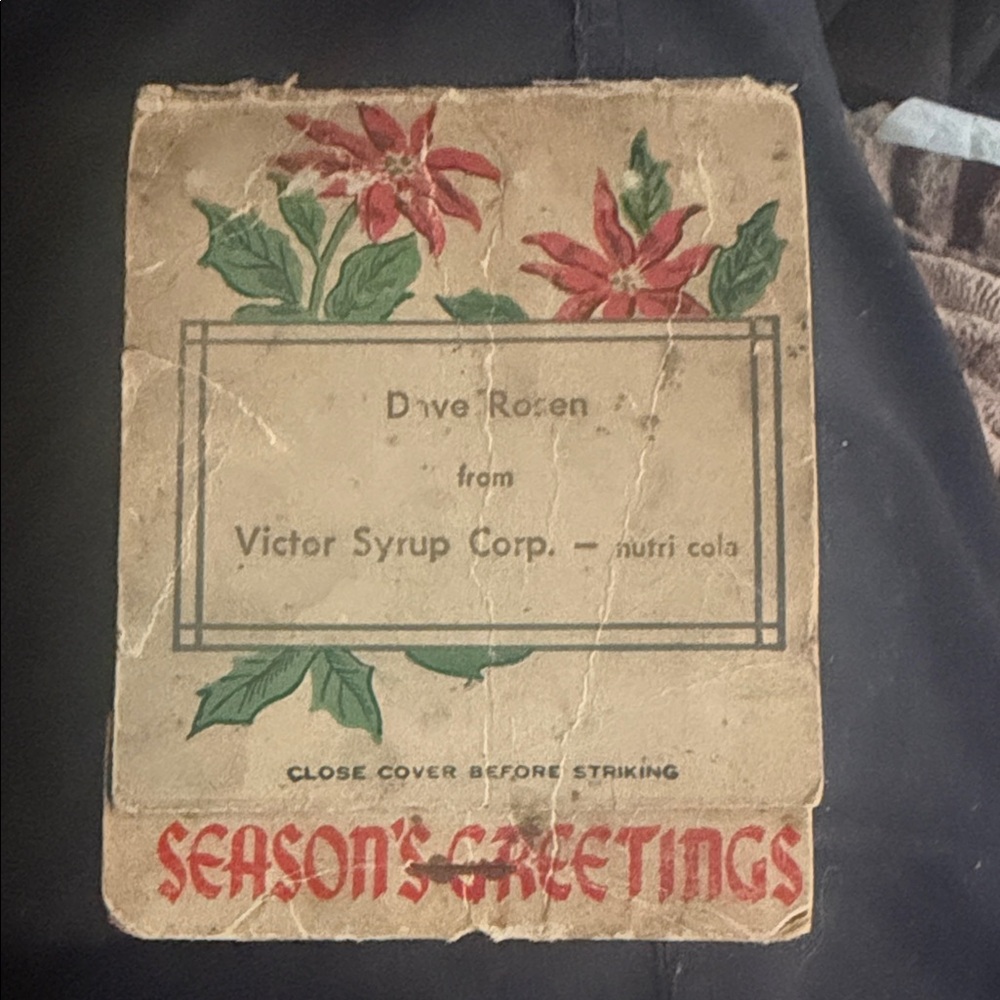 Dave Rosen
from
Victor Syrup Corp. — nutri cola
CLOSE COVER BEFORE STRIKING
SEASON'S GREETINGS